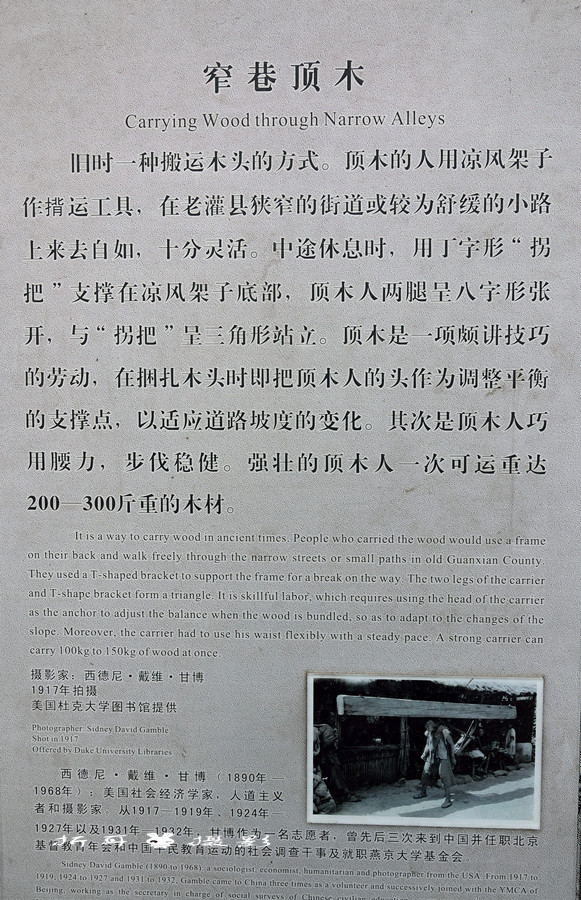 窄巷顶木
Carrying Wood through Narrow Alleys
旧时一种搬运木头的方式。顶木的人用凉风架子
作揹运工具，在老灌县狭窄的街道或较为舒缓的小路
上来去自如，十分灵活。中途休息时，用丁字形“拐
把”支撑在凉风架子底部，顶木人两腿呈八字形张
开，与“拐把”呈三角形站立。顶木是一项颇讲技巧
的劳动，在捆扎木头时即把顶木人的头作为调整平衡
的支撑点，以适应道路坡度的变化。其次是顶木人巧
用腰力，步伐稳健。强壮的顶木人一次可运重达
200—300斤重的木材。
It is a way to carry wood in ancient times. People who carried the wood would use a frame
on their back and walk freely through the narrow streets or small paths in old Guanxian County.
They used a T-shaped bracket to support the frame for a break on the way. The two legs of the carrier
and T-shape bracket form a triangle. It is skillful labor, which requires using the head of the carrier
as the anchor to adjust the balance when the wood is bundled, so as to adapt to the changes of the
slope. Moreover, the carrier had to use his waist flexibly with a steady pace. A strong carrier can
carry 100kg to 150kg of wood at once.
摄影家：西德尼·戴维·甘博
1917年拍摄
美国杜克大学图书馆提供
Photographer: Sidney David Gamble
Shot in 1917
Offered by Duke University Libraries
西德尼·戴维·甘博（1890年—
1968年）：美国社会经济学家，人道主义
者和摄影家。从1917—1919年、1924—
1927年以及1931年—1932年，甘博作为一名志愿者，曾先后三次来到中国并任职北京
基督教青年会和中国平民教育运动的社会调查干事及就职燕京大学基金会。
Sidney David Gamble (1890 to 1968), a sociologist, economist, humanitarian and photographer from the USA. From 1917 to
1919, 1924 to 1927 and 1931 to 1932, Gamble came to China three times as a volunteer and successively joined with the YMCA of
Beijing, working as the secretary in charge of social surveys of Chinese civilian education